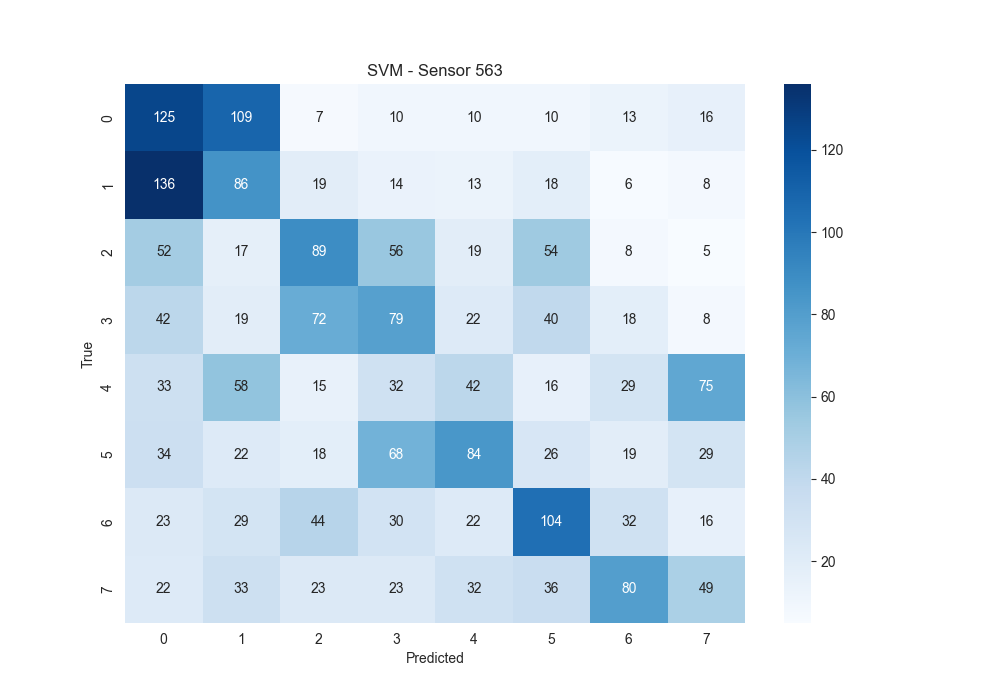 SVM - Sensor 563
0 125 109 7 10 10 10 13 16
1 136 86 19 14 13 18 6 8
2 52 17 89 56 19 54 8 5
3 42 19 72 79 22 40 18 8
4 33 58 15 32 42 16 29 75
5 34 22 18 68 84 26 19 29
6 23 29 44 30 22 104 32 16
7 22 33 23 23 32 36 80 49
0 1 2 3 4 5 6 7
Predicted
True
120
100
80
60
40
20